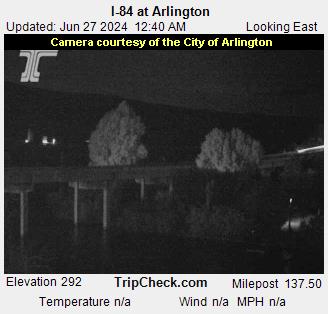 I-84 at Arlington
Updated: Jun 27 2024 12:40 AM Looking East
Camera courtesy of the City of Arlington
Elevation 292 TripCheck.com Milepost 137.50
Temperature n/a Wind n/a MPH n/a